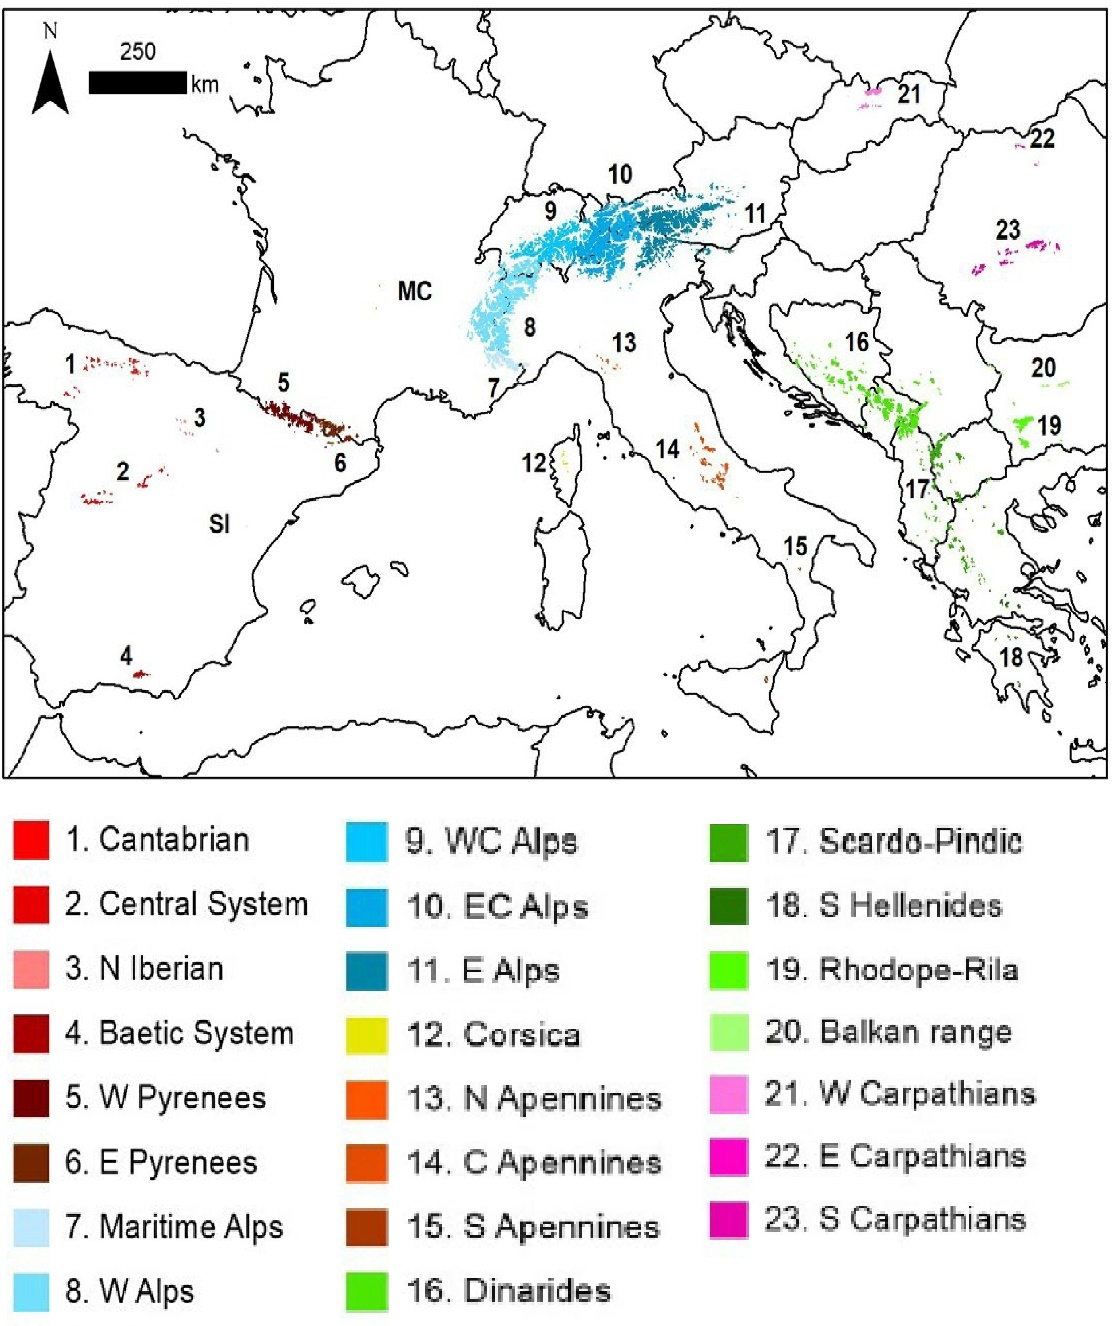 N
250
km
21
22
10
9
11
23
MC
8
13
16
1
5
20
7
3
19
14
12
6
2
17
SI
15
4
18
1. Cantabrian
2. Central System
3. N Iberian
4. Baetic System
5. W Pyrenees
6. E Pyrenees
7. Maritime Alps
8. W Alps
9. WC Alps
10. EC Alps
11. E Alps
12. Corsica
13. N Apennines
14. C Apennines
15. S Apennines
16. Dinarides
17. Scardo-Pindic
18. S Hellenides
19. Rhodope-Rila
20. Balkan range
21. W Carpathians
22. E Carpathians
23. S Carpathians